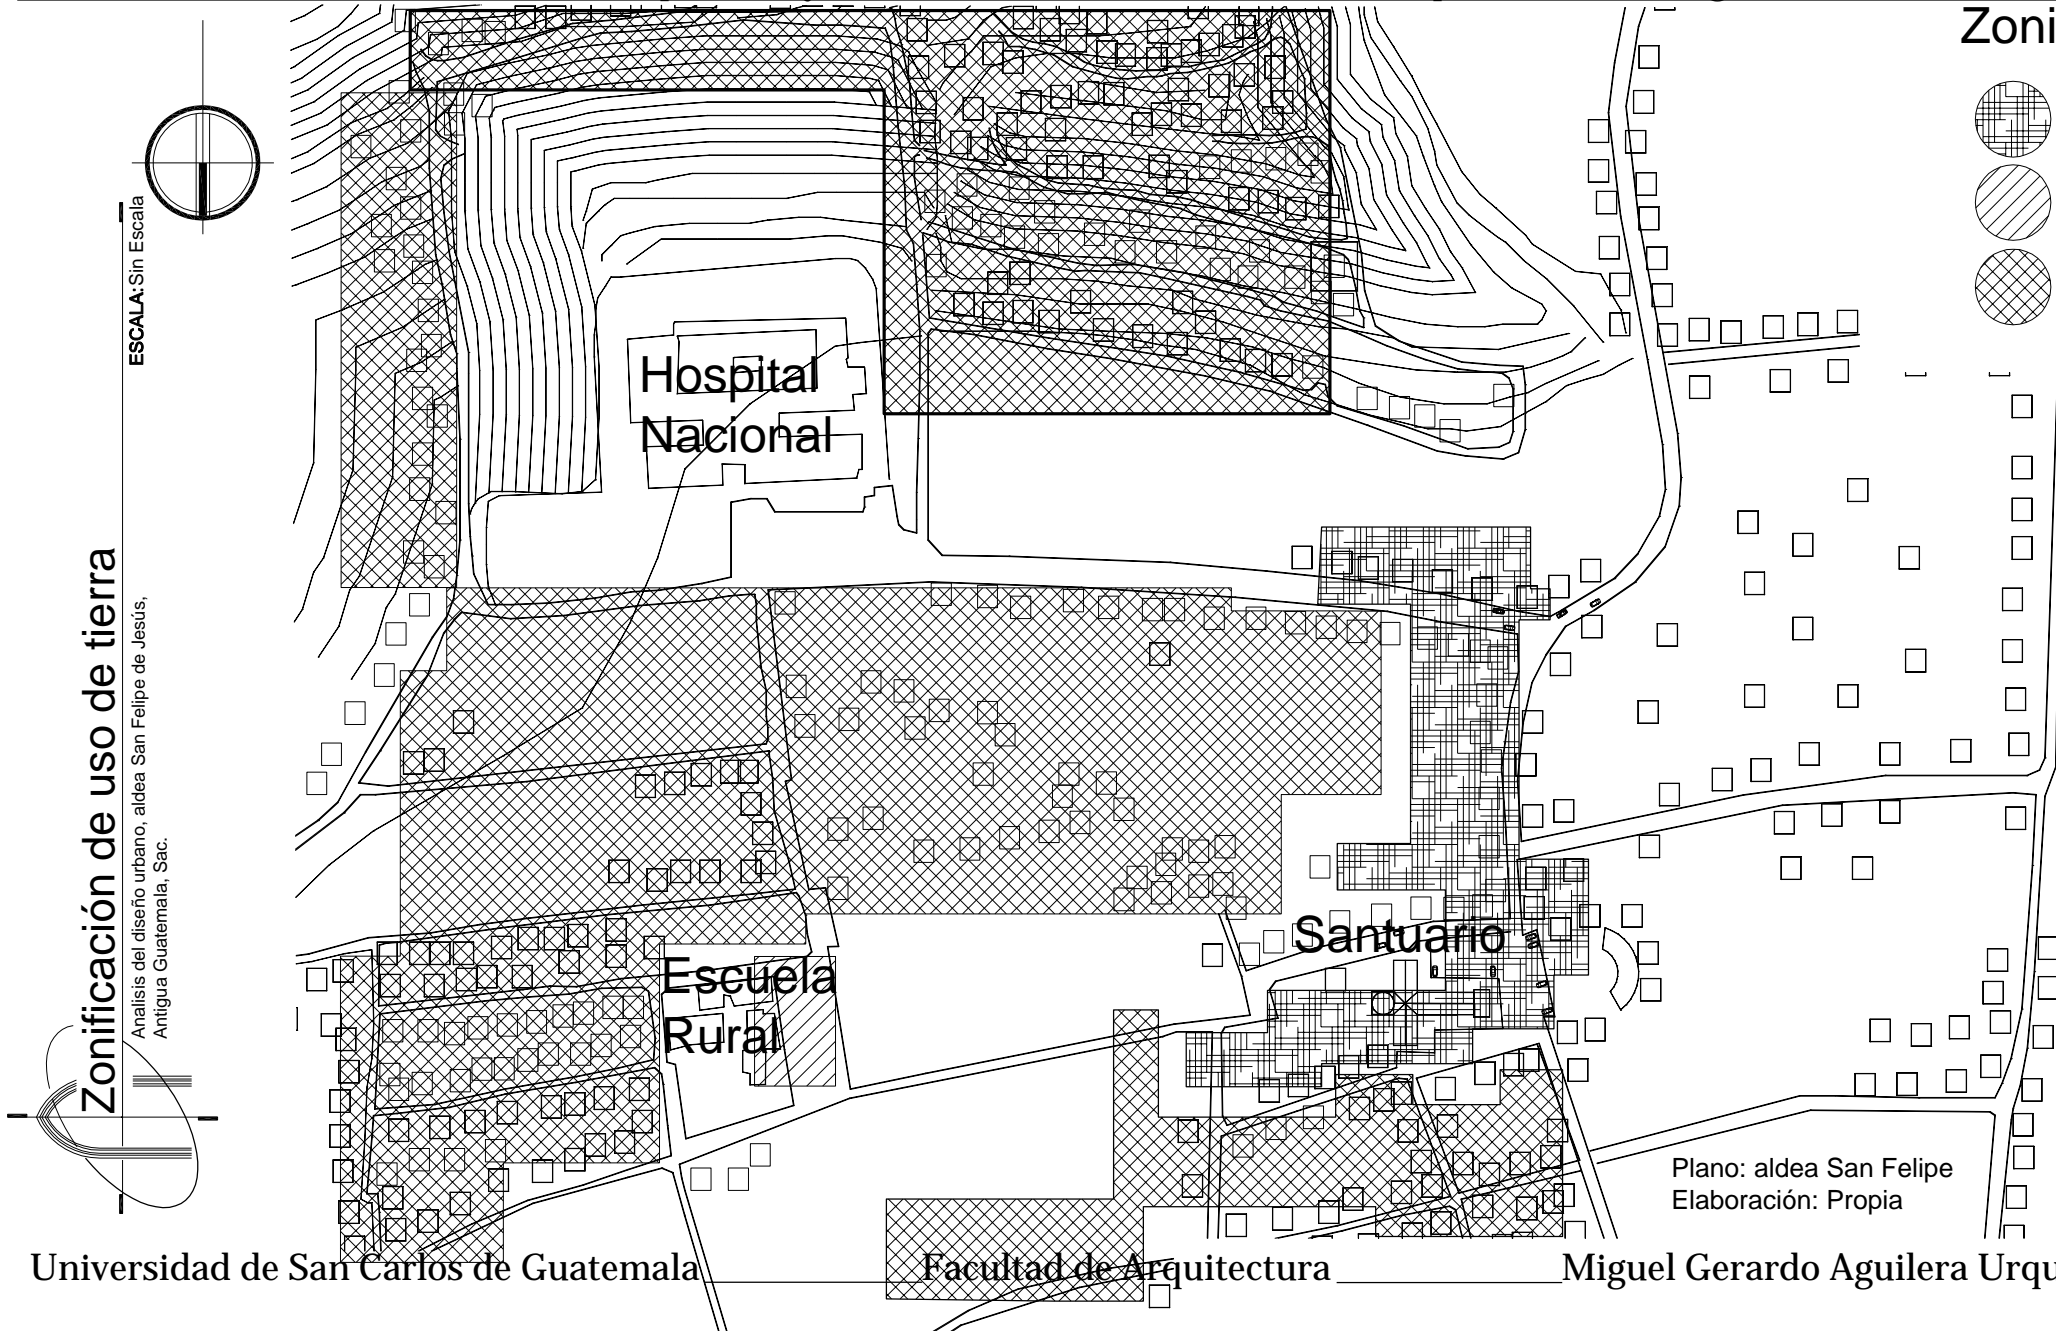 Zoni
ESCALA:Sin Escala
Zonificación de uso de tierra
Analisis del diseño urbano, aldea San Felipe de Jesús,
Antigua Guatemala, Sac.
Hospital
Nacional
Santuario
Escuela
Rural
Plano: aldea San Felipe
Elaboración: Propia
Universidad de San Carlos de Guatemala Facultad de Arquitectura Miguel Gerardo Aguilera Urqu